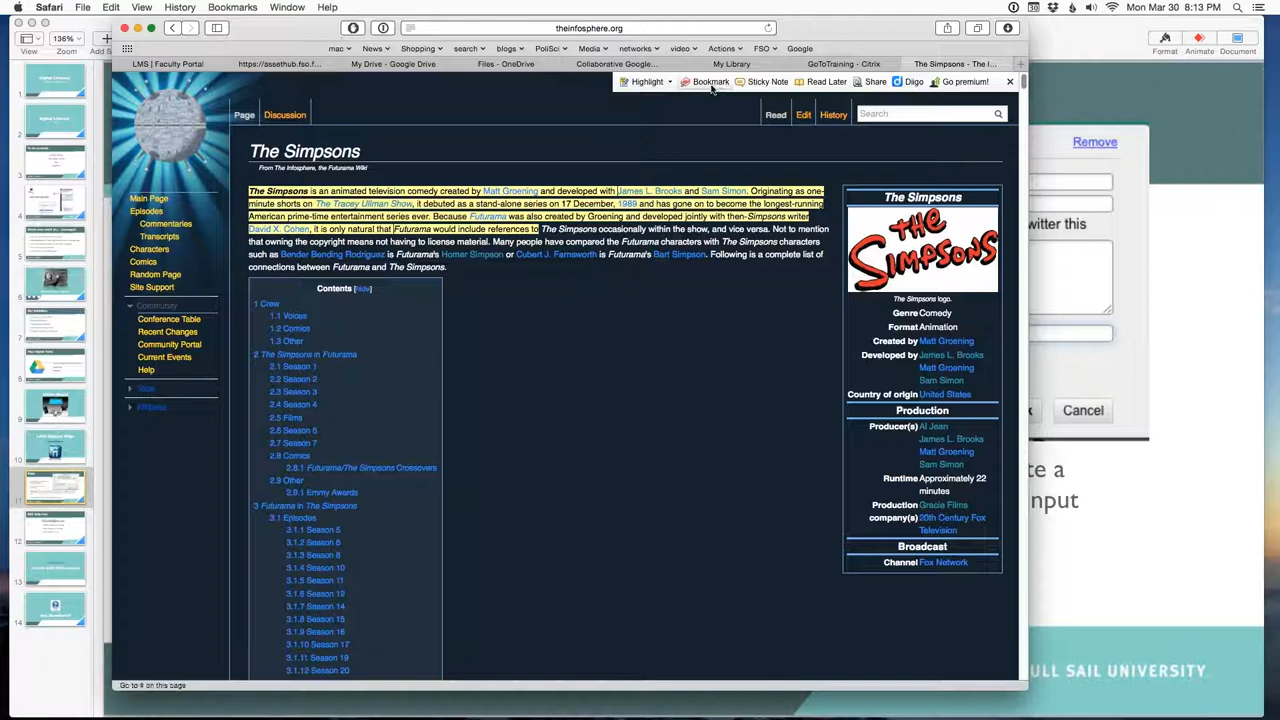 Safari File Edit View History Bookmarks Window Help
Mon Mar 30 8:13 PM
136%
View Zoom
Format Animate Document
theinfosphere.org
mac News Shopping search blogs PoliSci Media networks video Actions FSO Google
LMS | Faculty Portal https://assethub.fso.f... My Drive - Google Drive Files - OneDrive Collaborative Google... My Library GoToTraining - Citrix The Simpsons - The I...
Highlight Bookmark Sticky Note Read Later Share Diigo Go premium!
Page Discussion Read Edit History Search
The Simpsons
From The Infosphere, the Futurama Wiki
The Simpsons is an animated television comedy created by Matt Groening and developed with James L. Brooks and Sam Simon. Originating as one-
minute shorts on The Tracey Ullman Show, it debuted as a stand-alone series on 17 December, 1989 and has gone on to become the longest-running
American prime-time entertainment series ever. Because Futurama was also created by Groening and developed jointly with then-Simpsons writer
David X. Cohen, it is only natural that Futurama would include references to The Simpsons occasionally within the show, and vice versa. Not to mention
that owning the copyright means not having to license material. Many people have compared the Futurama characters with The Simpsons characters
such as Bender Bending Rodriguez is Futurama's Homer Simpson or Cubert J. Farnsworth is Futurama's Bart Simpson. Following is a complete list of
connections between Futurama and The Simpsons.
Main Page
Episodes
Commentaries
Transcripts
Characters
Comics
Random Page
Site Support
Community
Conference Table
Recent Changes
Community Portal
Current Events
Help
Tools
Affiliates
Contents [hide]
1 Crew
1.1 Voices
1.2 Comics
1.3 Other
2 The Simpsons in Futurama
2.1 Season 1
2.2 Season 2
2.3 Season 3
2.4 Season 4
2.5 Films
2.6 Season 6
2.7 Season 7
2.8 Comics
2.8.1 Futurama/The Simpsons Crossovers
2.9 Other
2.9.1 Emmy Awards
3 Futurama in The Simpsons
3.1 Episodes
3.1.1 Season 5
3.1.2 Season 6
3.1.3 Season 8
3.1.4 Season 10
3.1.5 Season 11
3.1.6 Season 12
3.1.7 Season 14
3.1.8 Season 15
3.1.9 Season 16
3.1.10 Season 17
3.1.11 Season 19
3.1.12 Season 20
The Simpsons
THE SIMPSONS
The Simpsons logo.
Genre Comedy
Format Animation
Created by Matt Groening
Developed by James L. Brooks
Matt Groening
Sam Simon
Country of origin United States
Production
Producer(s) Al Jean
James L. Brooks
Matt Groening
Sam Simon
Runtime Approximately 22
minutes
Production Gracie Films
company(s) 20th Century Fox
Television
Broadcast
Channel Fox Network
Go to # on this page
Remove
witter this
Cancel
te a
nput
ULL SAIL UNIVERSITY
1
2
3
4
5
6
7
8
9
10
11
12
13
14